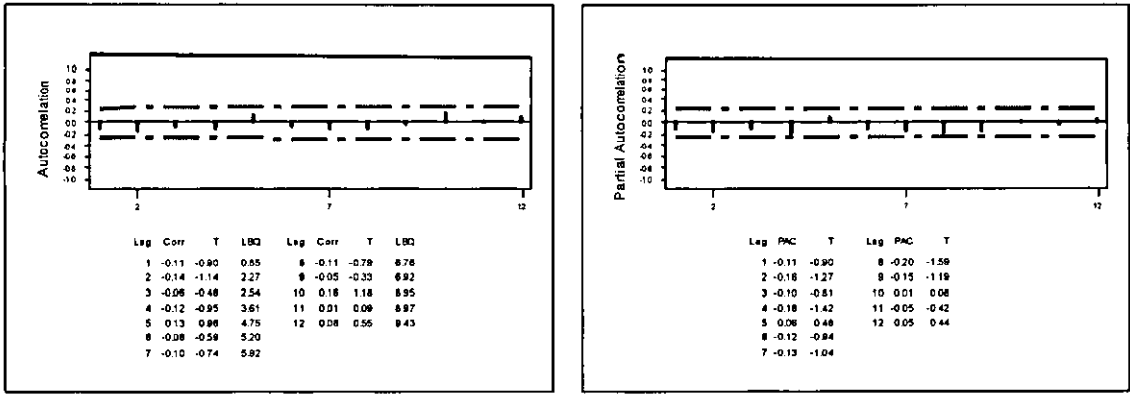 Autocorrelation
1.0
0.8
0.6
0.4
0.2
0.0
-0.2
-0.4
-0.6
-0.8
-1.0
2 7 12
Lag Corr T LBQ Lag Corr T LBQ
1 -0.11 -0.90 0.85 8 -0.11 -0.79 6.76
2 -0.14 -1.14 2.27 9 -0.05 -0.33 6.92
3 -0.06 -0.48 2.54 10 0.16 1.18 8.95
4 -0.12 -0.95 3.61 11 0.01 0.09 8.97
5 0.13 0.96 4.75 12 0.08 0.55 9.43
6 -0.08 -0.59 5.20
7 -0.10 -0.74 5.92
Partial Autocorrelation
1.0
0.8
0.6
0.4
0.2
0.0
-0.2
-0.4
-0.6
-0.8
-1.0
2 7 12
Lag PAC T Lag PAC T
1 -0.11 -0.90 8 -0.20 -1.59
2 -0.16 -1.27 9 -0.15 -1.19
3 -0.10 -0.81 10 0.01 0.08
4 -0.18 -1.42 11 -0.05 -0.42
5 0.06 0.48 12 0.05 0.44
6 -0.12 -0.94
7 -0.13 -1.04